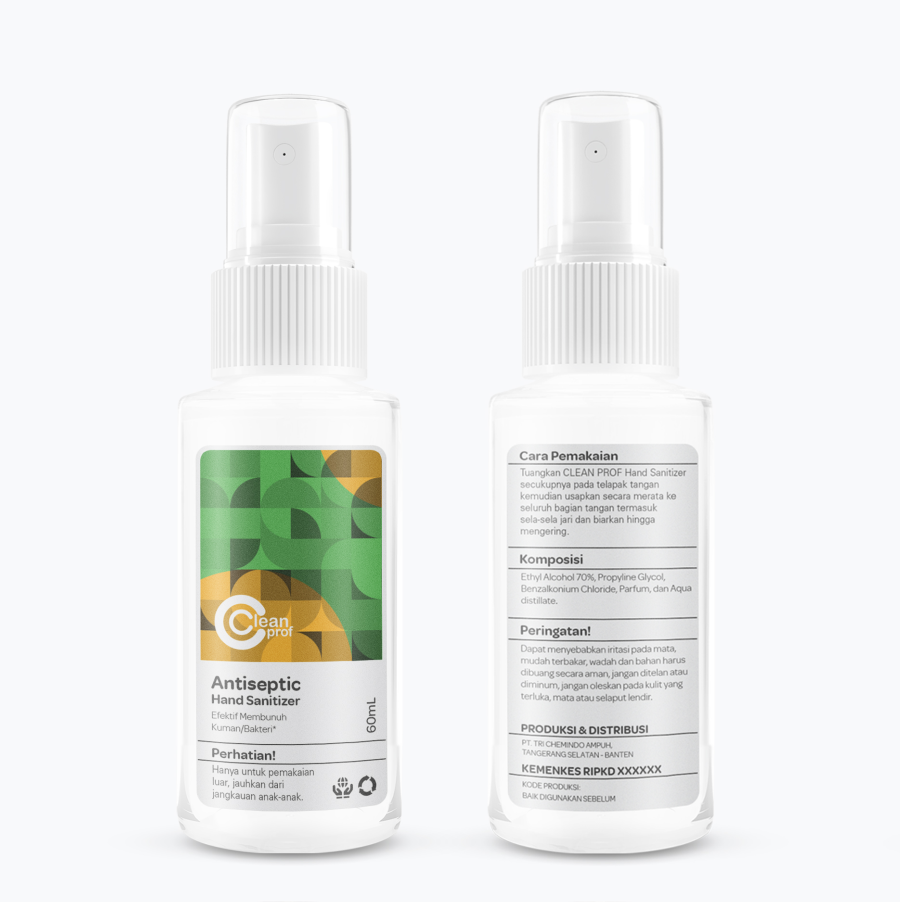 Clean
prof
Antiseptic
Hand Sanitizer
Efektif Membunuh
Kuman/Bakteri*
60mL
Perhatian!
Hanya untuk pemakaian
luar, jauhkan dari
jangkauan anak-anak.
Cara Pemakaian
Tuangkan CLEAN PROF Hand Sanitizer
secukupnya pada telapak tangan
kemudian usapkan secara merata ke
seluruh bagian tangan termasuk
sela-sela jari dan biarkan hingga
mengering.
Komposisi
Ethyl Alcohol 70%, Propyline Glycol,
Benzalkonium Chloride, Parfum, dan Aqua
distillate.
Peringatan!
Dapat menyebabkan iritasi pada mata,
mudah terbakar, wadah dan bahan harus
dibuang secara aman, jangan ditelan atau
diminum, jangan oleskan pada kulit yang
terluka, mata atau selaput lendir.
PRODUKSI & DISTRIBUSI
PT. TRI CHEMINDO AMPUH,
TANGERANG SELATAN - BANTEN
KEMENKES RIPKD XXXXXX
KODE PRODUKSI:
BAIK DIGUNAKAN SEBELUM